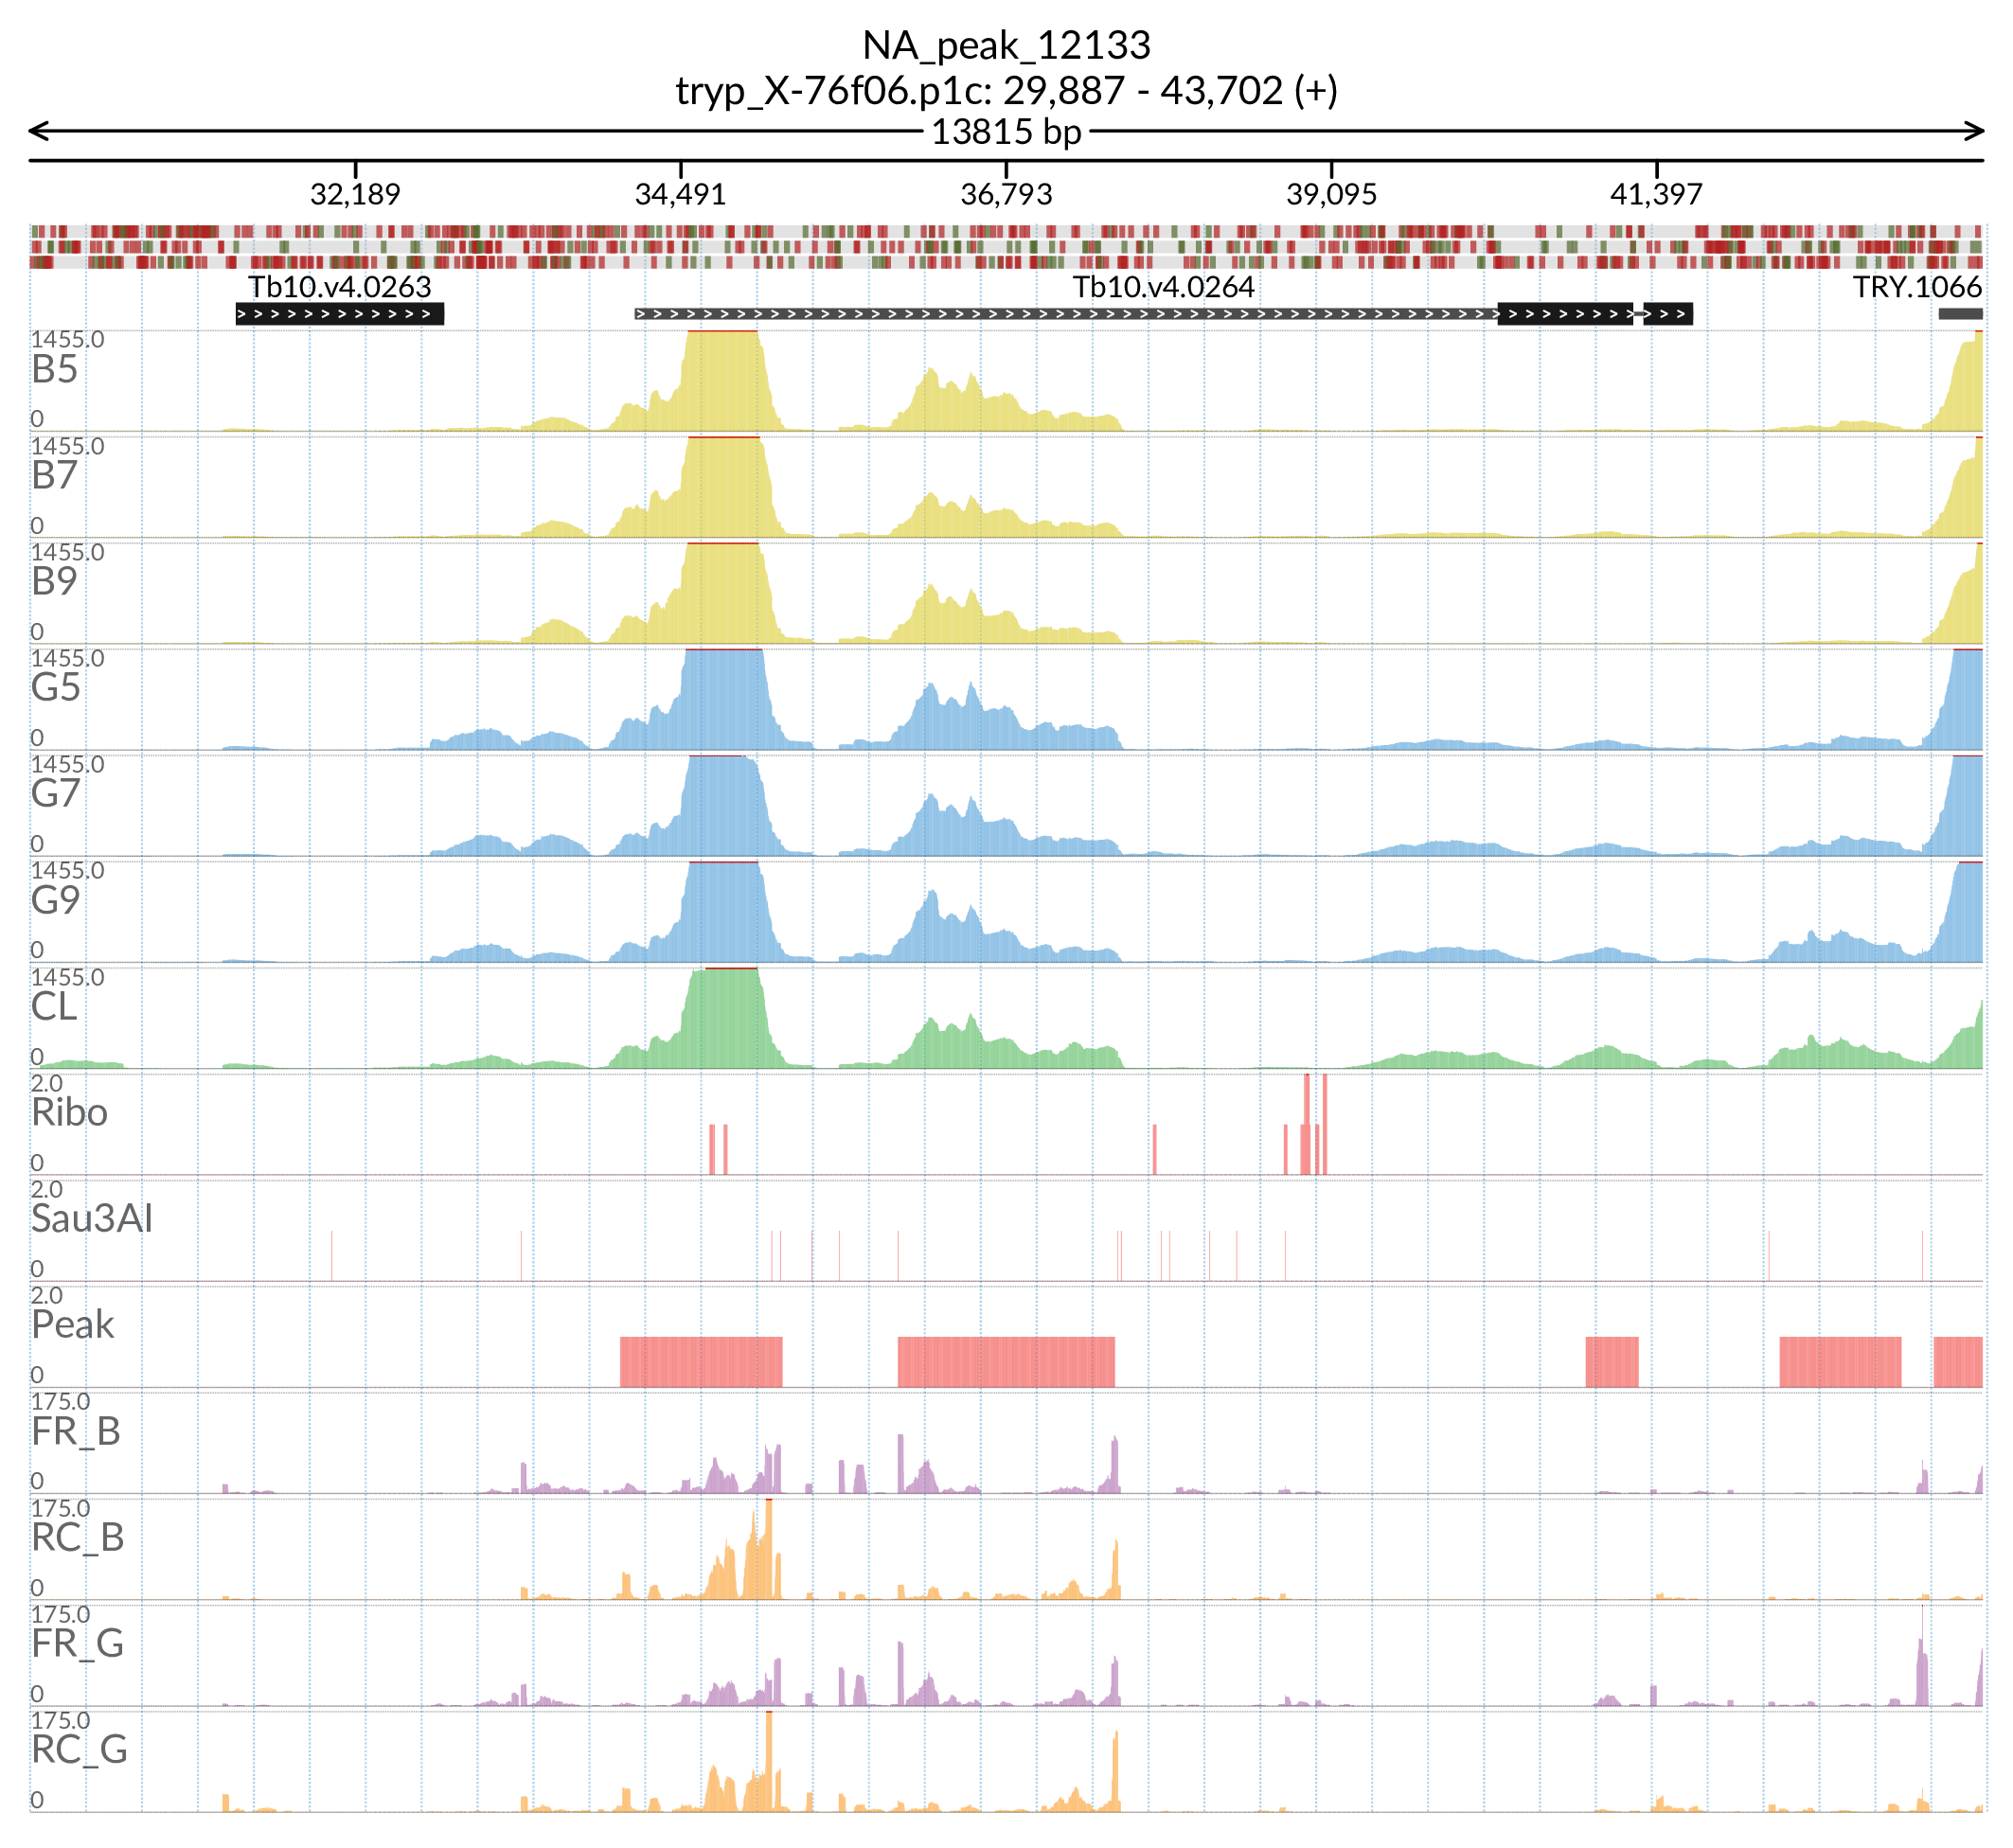 NA_peak_12133
tryp_X-76f06.p1c: 29,887 - 43,702 (+)
13815 bp
32,189 34,491 36,793 39,095 41,397
Tb10.v4.0263 Tb10.v4.0264 TRY.1066
1455.0
B5
0
1455.0
B7
0
1455.0
B9
0
1455.0
G5
0
1455.0
G7
0
1455.0
G9
0
1455.0
CL
0
2.0
Ribo
0
2.0
Sau3AI
0
2.0
Peak
0
175.0
FR_B
0
175.0
RC_B
0
175.0
FR_G
0
175.0
RC_G
0